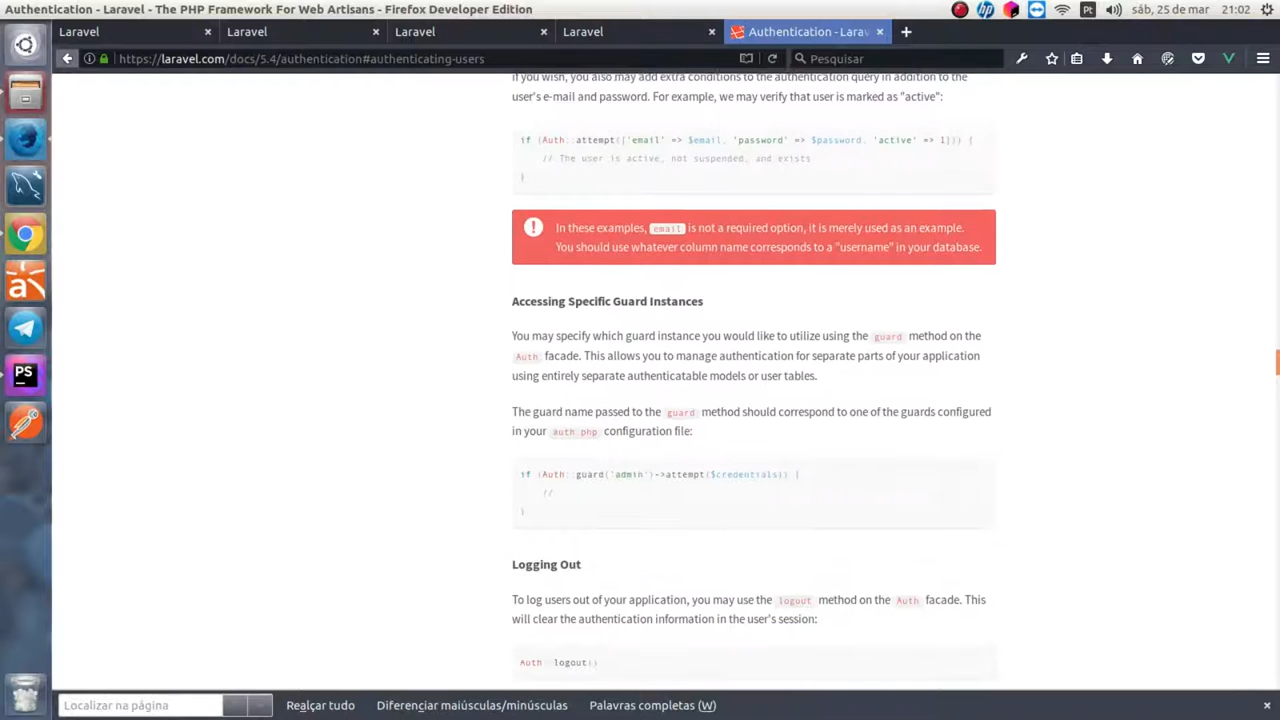 Authentication - Laravel - The PHP Framework For Web Artisans - Firefox Developer Edition
Pt
sáb, 25 de mar
21:02
Laravel
Laravel
Laravel
Laravel
Authentication - Larav
https://laravel.com/docs/5.4/authentication#authenticating-users
Pesquisar
If you wish, you also may add extra conditions to the authentication query in addition to the
user's e-mail and password. For example, we may verify that user is marked as "active":
if (Auth::attempt(['email' => $email, 'password' => $password, 'active' => 1])) {
// The user is active, not suspended, and exists
}
In these examples, email is not a required option, it is merely used as an example.
You should use whatever column name corresponds to a "username" in your database.
Accessing Specific Guard Instances
You may specify which guard instance you would like to utilize using the guard method on the
Auth facade. This allows you to manage authentication for separate parts of your application
using entirely separate authenticatable models or user tables.
The guard name passed to the guard method should correspond to one of the guards configured
in your auth.php configuration file:
if (Auth::guard('admin')->attempt($credentials)) {
//
}
Logging Out
To log users out of your application, you may use the logout method on the Auth facade. This
will clear the authentication information in the user's session:
Auth::logout()
PS
Localizar na página
Realçar tudo
Diferenciar maiúsculas/minúsculas
Palavras completas (W)